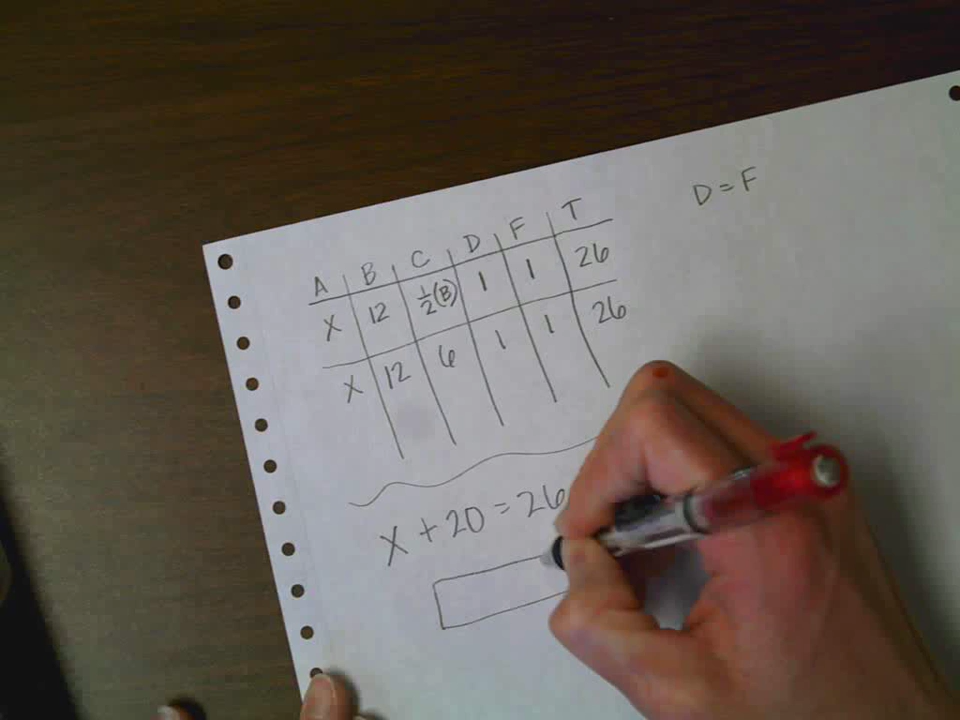 D = F
A B C D F T
X 12 ½(B) 1 1 26
X 12 6 1 1 26
X + 20 = 26